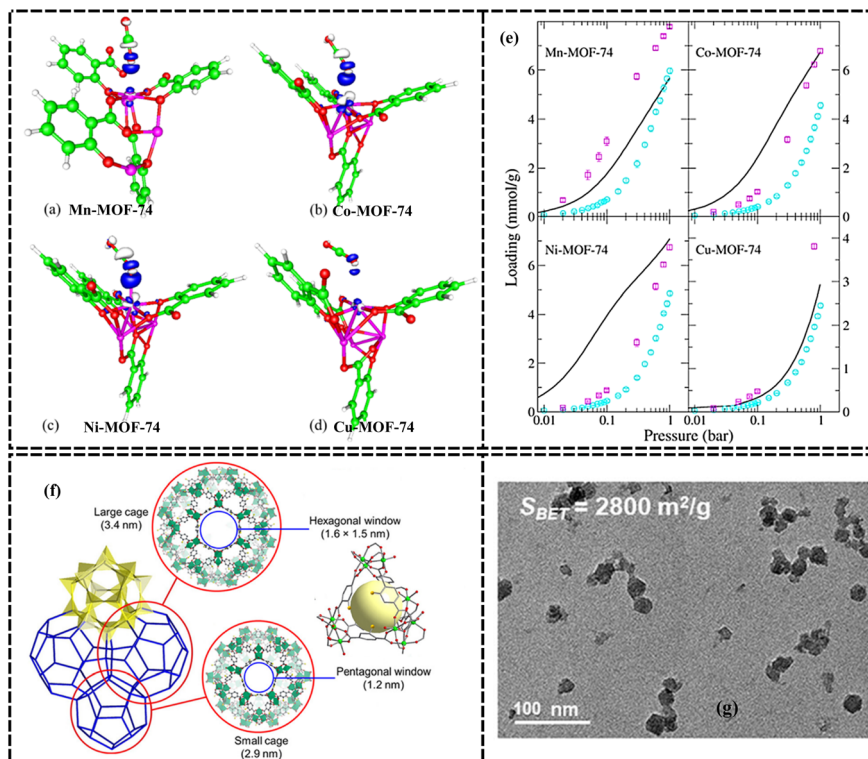 (a) Mn-MOF-74
(b) Co-MOF-74
(c) Ni-MOF-74
(d) Cu-MOF-74
(e)
Mn-MOF-74
Co-MOF-74
6
6
4
4
2
2
0
0
Ni-MOF-74
Cu-MOF-74
6
4
4
3
2
2
1
0
0
0.01 0.1 1 0.01 0.1 1
Loading (mmol/g)
Pressure (bar)
(f)
Large cage
(3.4 nm)
Hexagonal window
(1.6 × 1.5 nm)
Pentagonal window
(1.2 nm)
Small cage
(2.9 nm)
S_BET = 2800 m²/g
100 nm
(g)